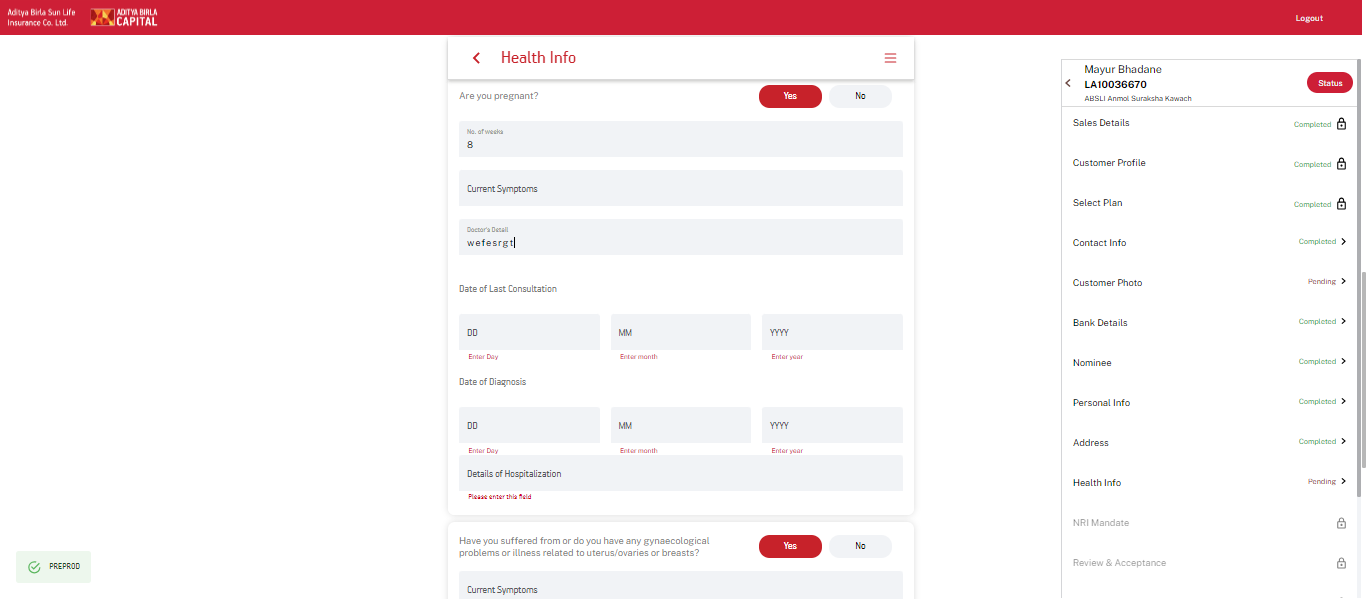 Aditya Birla Sun Life
Insurance Co. Ltd.
ADITYA BIRLA
CAPITAL
Logout
Health Info
Are you pregnant?
Yes
No
No. of weeks
8
Current Symptoms
Doctor's Detail
wefesrgt
Date of Last Consultation
DD
MM
YYYY
Enter Day
Enter month
Enter year
Date of Diagnosis
DD
MM
YYYY
Enter Day
Enter month
Enter year
Details of Hospitalization
Please enter this field
Have you suffered from or do you have any gynaecological
problems or illness related to uterus/ovaries or breasts?
Yes
No
Current Symptoms
PREPROD
Mayur Bhadane
LA10036670
ABSLI Anmol Suraksha Kawach
Status
Sales Details
Completed
Customer Profile
Completed
Select Plan
Completed
Contact Info
Completed
Customer Photo
Pending
Bank Details
Completed
Nominee
Completed
Personal Info
Completed
Address
Completed
Health Info
Pending
NRI Mandate
Review & Acceptance